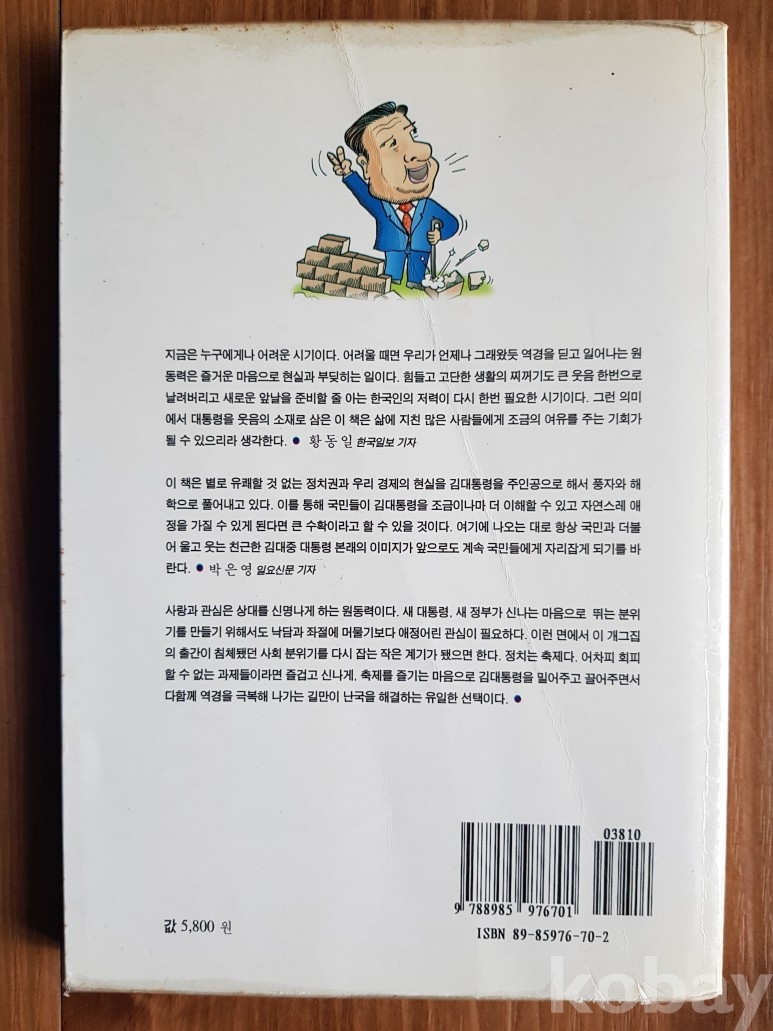 지금은 누구에게나 어려운 시기이다. 어려울 때면 우리가 언제나 그래왔듯 역경을 딛고 일어나는 원
동력은 즐거운 마음으로 현실과 부딪히는 일이다. 힘들고 고단한 생활의 찌꺼기도 큰 웃음 한번으로
날려버리고 새로운 앞날을 준비할 줄 아는 한국인의 저력이 다시 한번 필요한 시기이다. 그런 의미
에서 대통령을 웃음의 소재로 삼은 이 책은 삶에 지친 많은 사람들에게 조금의 여유를 주는 기회가
될 수 있으리라 생각한다. ● 황동일 한국일보 기자
이 책은 별로 유쾌할 것 없는 정치권과 우리 경제의 현실을 김대통령을 주인공으로 해서 풍자와 해
학으로 풀어내고 있다. 이를 통해 국민들이 김대통령을 조금이나마 더 이해할 수 있고 자연스레 애
정을 가질 수 있게 된다면 큰 수확이라고 할 수 있을 것이다. 여기에 나오는 대로 항상 국민과 더불
어 울고 웃는 친근한 김대중 대통령 본래의 이미지가 앞으로도 계속 국민들에게 자리잡게 되기를 바
란다. ● 박은영 일요신문 기자
사랑과 관심은 상대를 신명나게 하는 원동력이다. 새 대통령, 새 정부가 신나는 마음으로 뛰는 분위
기를 만들기 위해서도 낙담과 좌절에 머물기보다 애정어린 관심이 필요하다. 이런 면에서 이 개그집
의 출간이 침체됐던 사회 분위기를 다시 잡는 작은 계기가 됐으면 한다. 정치는 축제다. 어차피 회피
할 수 없는 과제들이라면 즐겁고 신나게, 축제를 즐기는 마음으로 김대통령을 밀어주고 끌어주면서
다함께 역경을 극복해 나가는 길만이 난국을 해결하는 유일한 선택이다. ●
03810
9 788985 976701
값 5,800 원
ISBN 89-85976-70-2
kobay